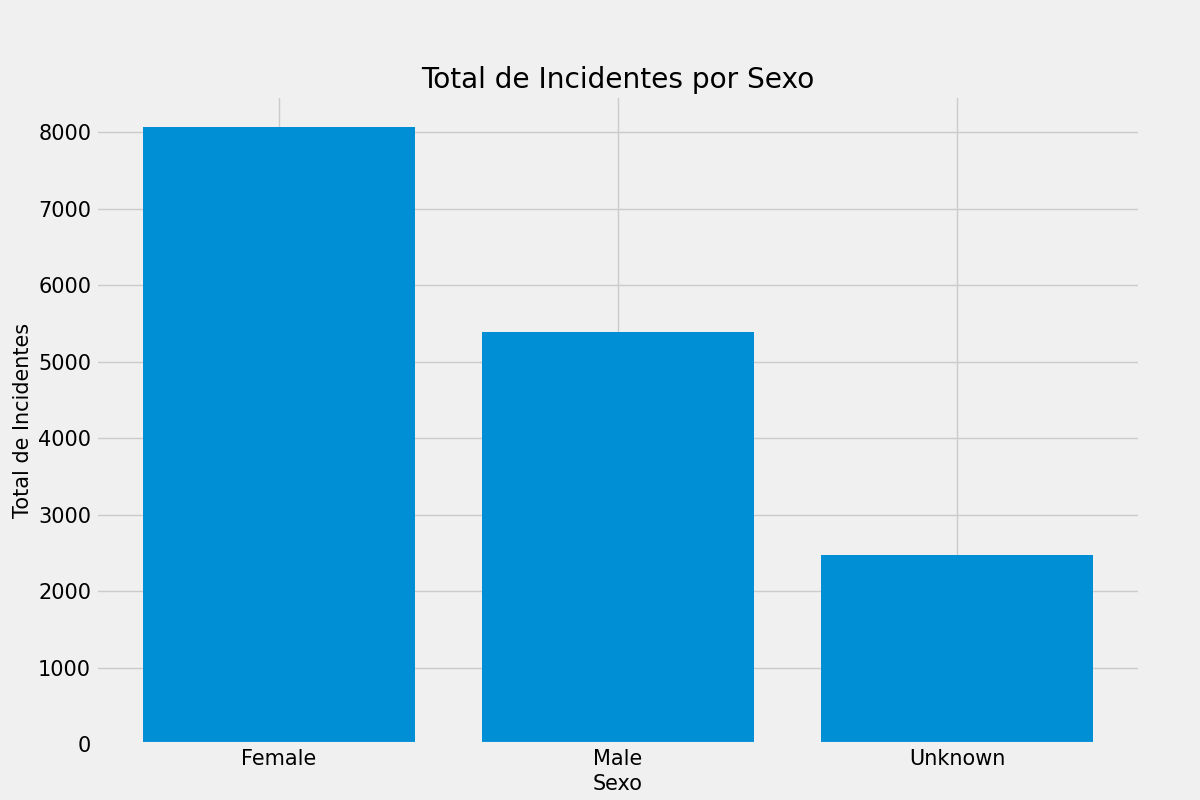 Total de Incidentes por Sexo
Total de Incidentes
8000
7000
6000
5000
4000
3000
2000
1000
0
Female Male Unknown
Sexo